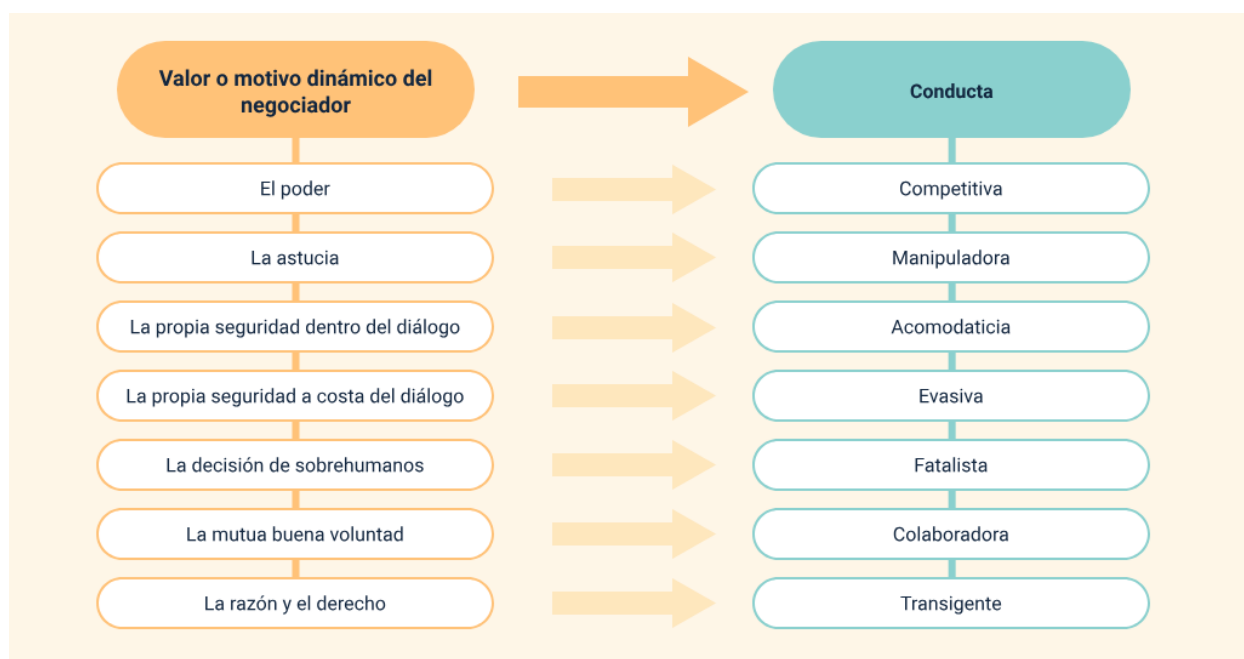 Valor o motivo dinámico del
negociador
Conducta
El poder
Competitiva
La astucia
Manipuladora
La propia seguridad dentro del diálogo
Acomodaticia
La propia seguridad a costa del diálogo
Evasiva
La decisión de sobrehumanos
Fatalista
La mutua buena voluntad
Colaboradora
La razón y el derecho
Transigente